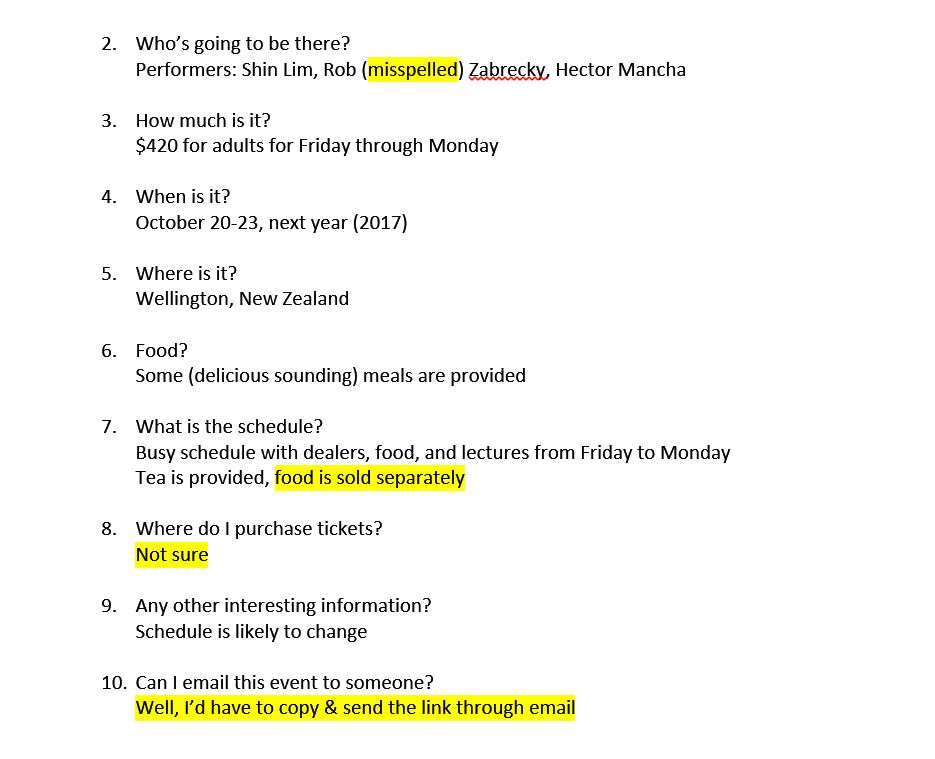 2. Who's going to be there?
Performers: Shin Lim, Rob (misspelled) Zabrecky, Hector Mancha
3. How much is it?
$420 for adults for Friday through Monday
4. When is it?
October 20-23, next year (2017)
5. Where is it?
Wellington, New Zealand
6. Food?
Some (delicious sounding) meals are provided
7. What is the schedule?
Busy schedule with dealers, food, and lectures from Friday to Monday
Tea is provided, food is sold separately
8. Where do I purchase tickets?
Not sure
9. Any other interesting information?
Schedule is likely to change
10. Can I email this event to someone?
Well, I'd have to copy & send the link through email